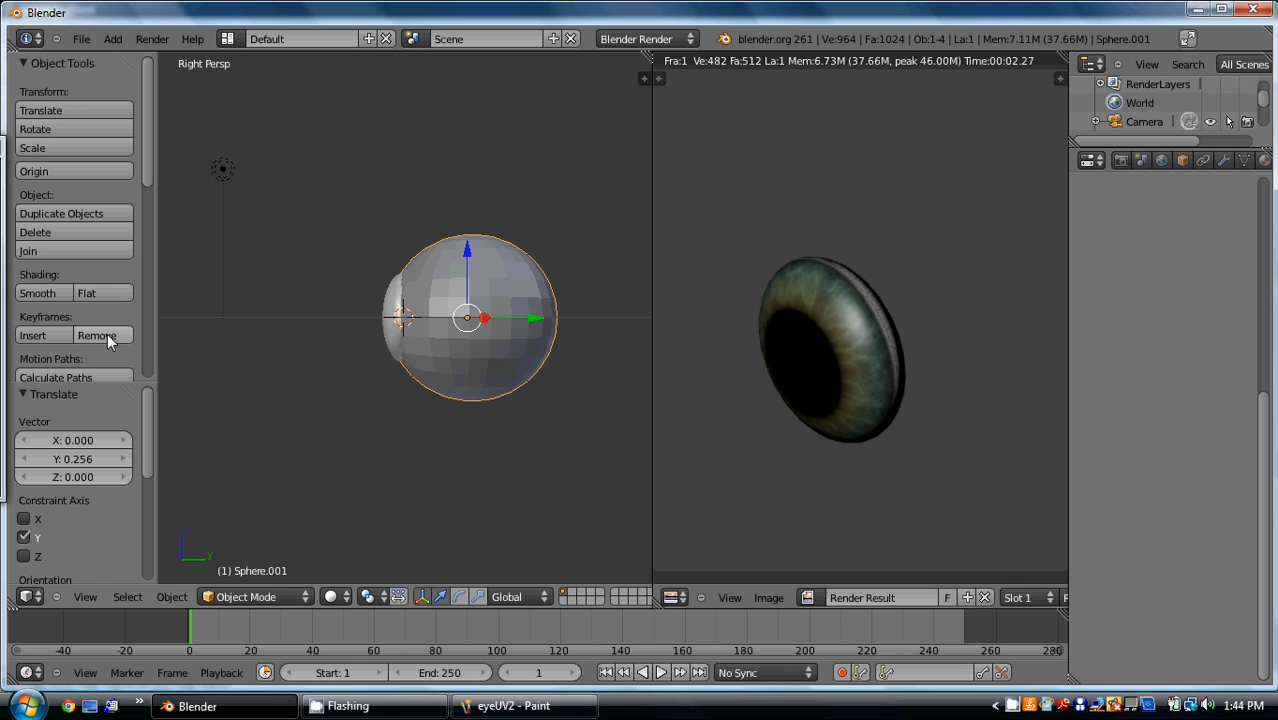 Blender
File Add Render Help Default Scene Blender Render blender.org 261 | Ve:964 | Fa:1024 | Ob:1-4 | La:1 | Mem:7.11M (37.66M) | Sphere.001
Object Tools
Transform:
Translate
Rotate
Scale
Origin
Object:
Duplicate Objects
Delete
Join
Shading:
Smooth Flat
Keyframes:
Insert Remove
Motion Paths:
Calculate Paths
Translate
Vector
X: 0.000
Y: 0.256
Z: 0.000
Constraint Axis
X
Y
Z
Orientation
Right Persp
z
y
(1) Sphere.001
View Select Object Object Mode Global
Fra:1 Ve:482 Fa:512 La:1 Mem:6.73M (37.66M, peak 46.00M) Time:00:02.27
View Image Render Result F Slot 1
View Search All Scenes
RenderLayers
World
Camera
-40 -20 0 20 40 60 80 100 120 140 160 180 200 220 240 260 280
View Marker Frame Playback Start: 1 End: 250 1 No Sync
Blender Flashing eyeUV2 - Paint 1:44 PM